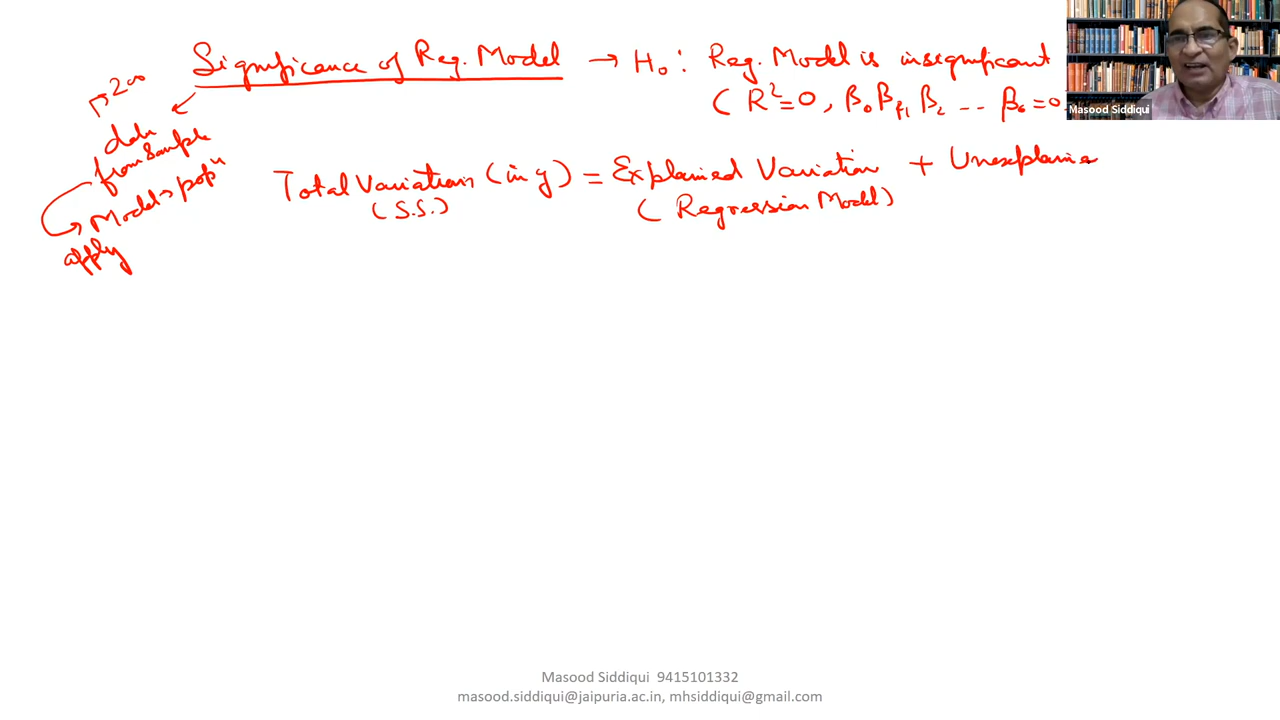 Significance of Reg. Model → H₀ : Reg. Model is insignificant
( R²=0, β₀ β₁ β₂ -- β₆ =0
Total Variation (in y) = Explained Variation + Unexplaine
(S.S.) ( Regression Model)
200
data
from Sample
Model → popⁿ
apply
Masood Siddiqui
Masood Siddiqui 9415101332
masood.siddiqui@jaipuria.ac.in, mhsiddiqui@gmail.com